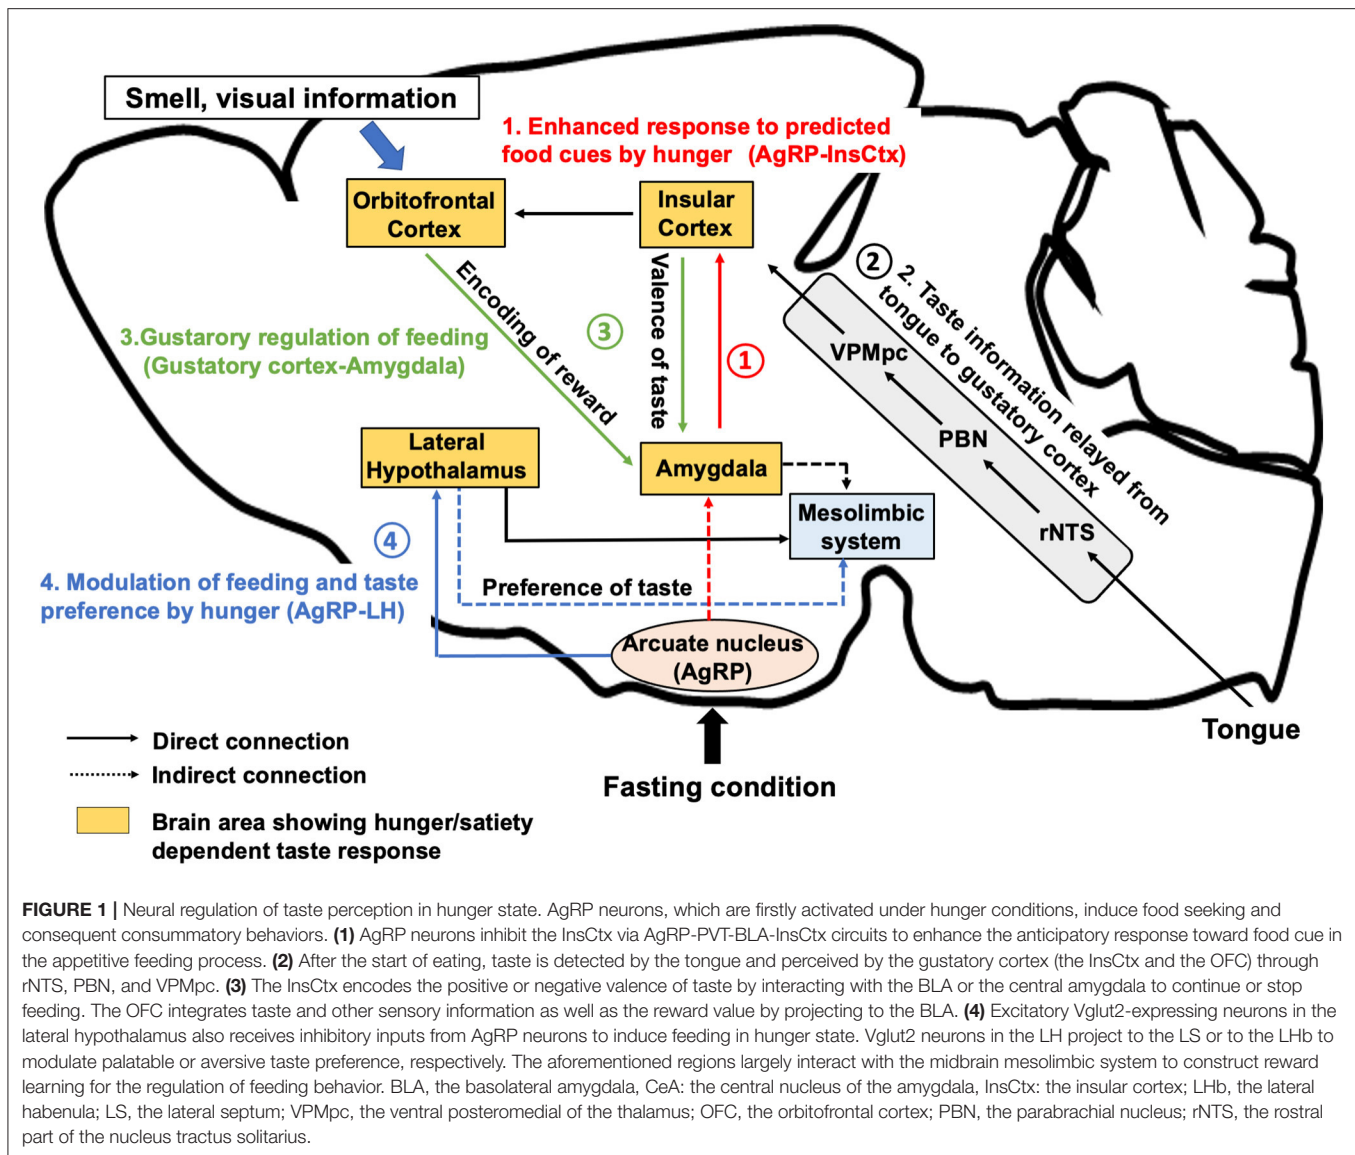 Smell, visual information
1. Enhanced response to predicted
food cues by hunger (AgRP-InsCtx)
Orbitofrontal
Cortex
Insular
Cortex
2
2. Taste information relayed from
tongue to gustatory cortex
Encoding of reward
Valence of taste
3.Gustarory regulation of feeding
(Gustatory cortex-Amygdala)
3
1
VPMpc
PBN
rNTS
Lateral
Hypothalamus
Amygdala
Mesolimbic
system
4
4. Modulation of feeding and taste
preference by hunger (AgRP-LH)
Preference of taste
Arcuate nucleus
(AgRP)
Tongue
Fasting condition
Direct connection
Indirect connection
Brain area showing hunger/satiety
dependent taste response
FIGURE 1 | Neural regulation of taste perception in hunger state. AgRP neurons, which are firstly activated under hunger conditions, induce food seeking and
consequent consummatory behaviors. (1) AgRP neurons inhibit the InsCtx via AgRP-PVT-BLA-InsCtx circuits to enhance the anticipatory response toward food cue in
the appetitive feeding process. (2) After the start of eating, taste is detected by the tongue and perceived by the gustatory cortex (the InsCtx and the OFC) through
rNTS, PBN, and VPMpc. (3) The InsCtx encodes the positive or negative valence of taste by interacting with the BLA or the central amygdala to continue or stop
feeding. The OFC integrates taste and other sensory information as well as the reward value by projecting to the BLA. (4) Excitatory Vglut2-expressing neurons in the
lateral hypothalamus also receives inhibitory inputs from AgRP neurons to induce feeding in hunger state. Vglut2 neurons in the LH project to the LS or to the LHb to
modulate palatable or aversive taste preference, respectively. The aforementioned regions largely interact with the midbrain mesolimbic system to construct reward
learning for the regulation of feeding behavior. BLA, the basolateral amygdala, CeA: the central nucleus of the amygdala, InsCtx: the insular cortex; LHb, the lateral
habenula; LS, the lateral septum; VPMpc, the ventral posteromedial of the thalamus; OFC, the orbitofrontal cortex; PBN, the parabrachial nucleus; rNTS, the rostral
part of the nucleus tractus solitarius.